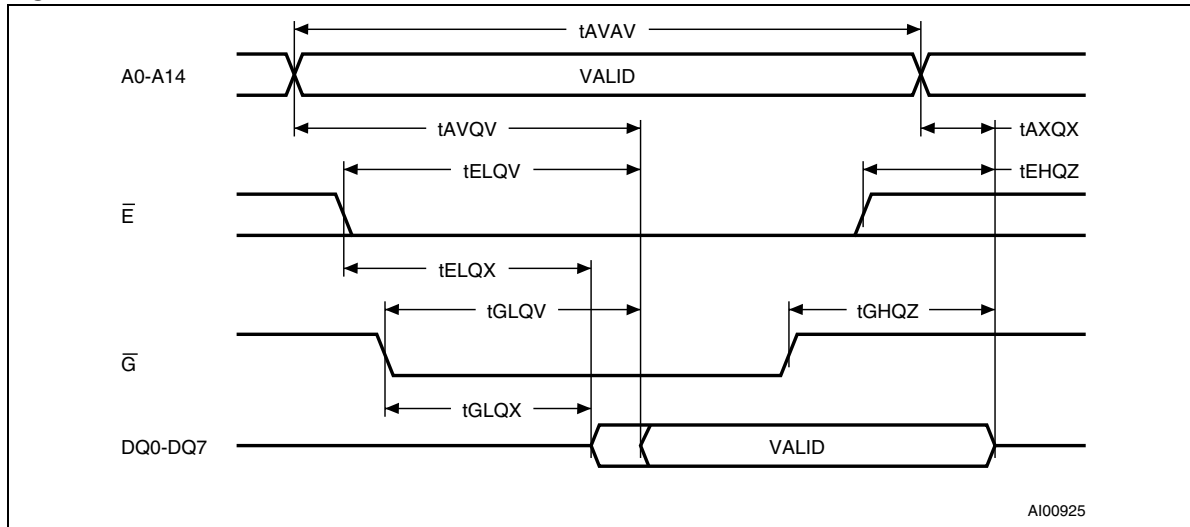 tAVAV
A0-A14
VALID
tAVQV
tAXQX
tELQV
tEHQZ
E̅
tELQX
tGLQV
tGHQZ
G̅
tGLQX
DQ0-DQ7
VALID
AI00925